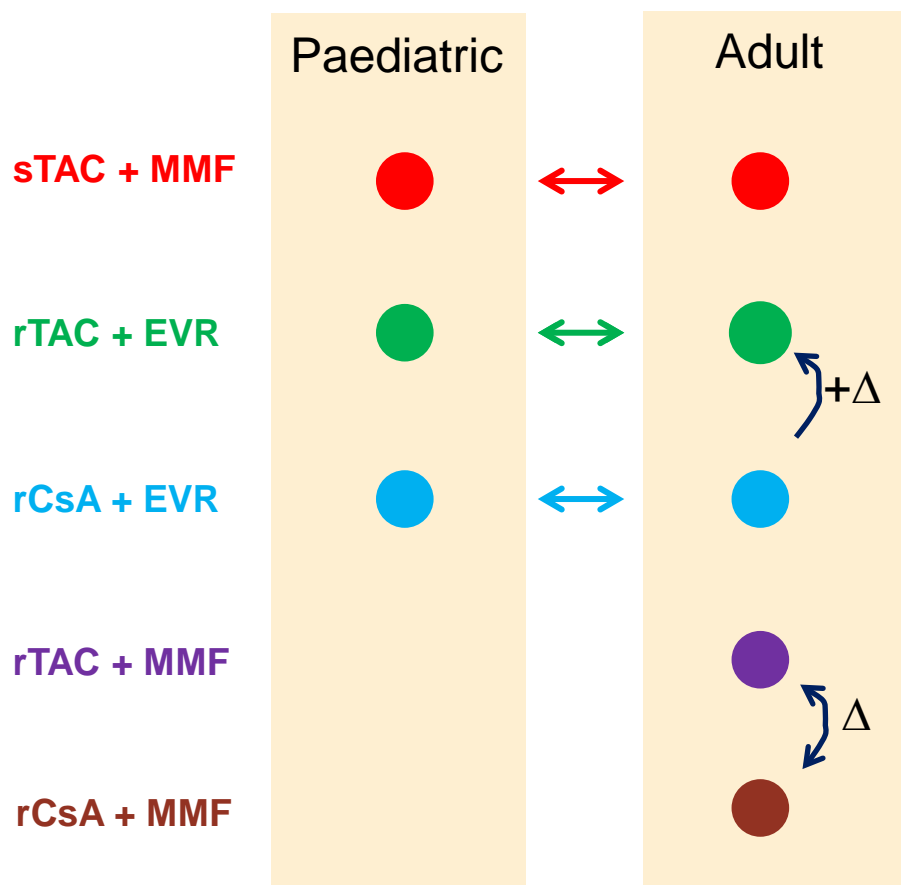 Paediatric
Adult
sTAC + MMF
rTAC + EVR
+Δ
rCsA + EVR
rTAC + MMF
Δ
rCsA + MMF